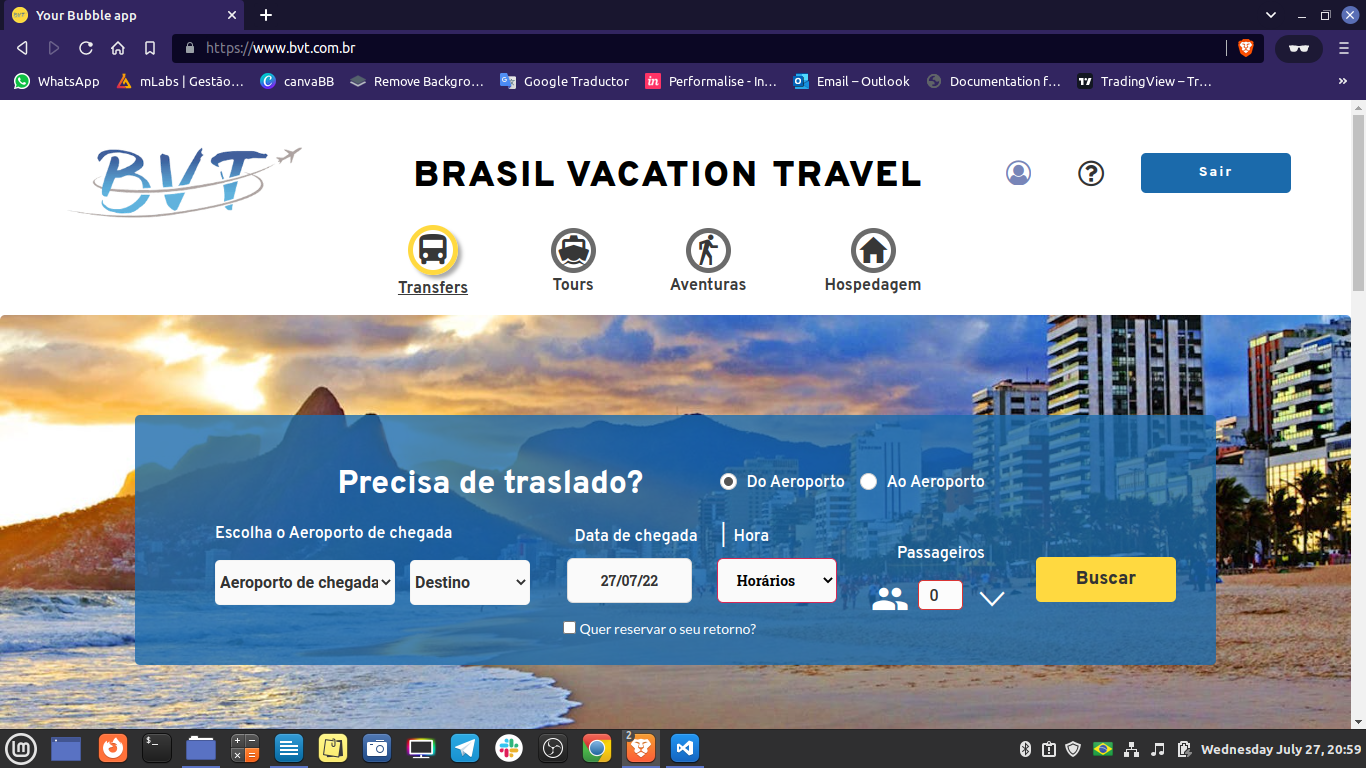 Your Bubble app
https://www.bvt.com.br
WhatsApp mLabs | Gestão... canvaBB Remove Backgro... Google Traductor Performalise - In... Email – Outlook Documentation f... TradingView – Tr... »
BVT
BRASIL VACATION TRAVEL
Sair
Transfers Tours Aventuras Hospedagem
Precisa de traslado? Do Aeroporto Ao Aeroporto
Escolha o Aeroporto de chegada Data de chegada | Hora
Passageiros
Aeroporto de chegada Destino 27/07/22 Horários 0 Buscar
Quer reservar o seu retorno?
2
Wednesday July 27, 20:59